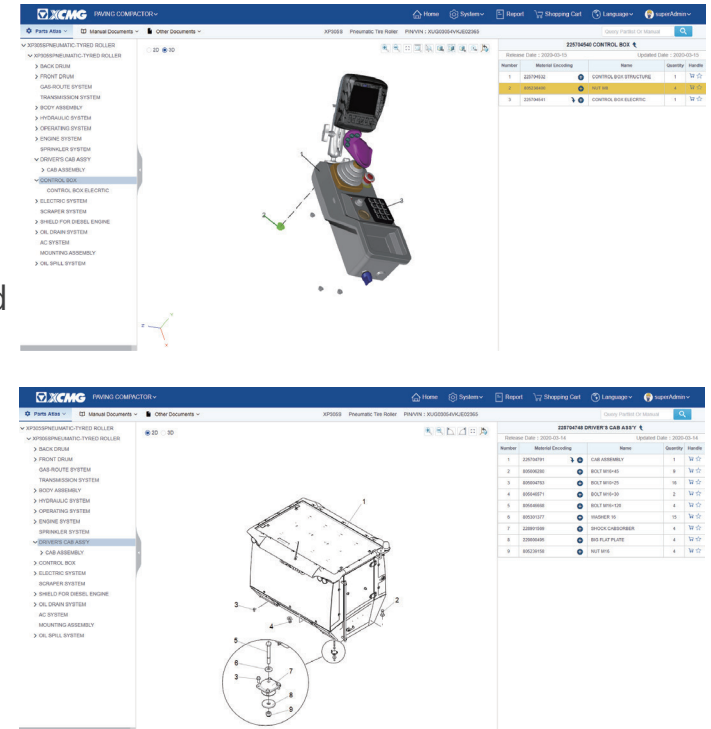 XCMG PAVING COMPACTOR
Home System Report Shopping Cart Language superAdmin
Parts Atlas Manual Documents Other Documents XP305S Pneumatic Tire Roller
XP305SPNEUMATIC-TYRED ROLLER
XP305SPNEUMATIC-TYRED ROLLER
BACK DRUM
FRONT DRUM
GAS-ROUTE SYSTEM
TRANSMISSION SYSTEM
BODY ASSEMBLY
HYDRAULIC SYSTEM
OPERATING SYSTEM
ENGINE SYSTEM
SPRINKLER SYSTEM
DRIVER'S CAB ASS'Y
CAB ASSEMBLY
CONTROL BOX
CONTROL BOX ELECRTIC
ELECTRIC SYSTEM
SCRAPER SYSTEM
SHIELD FOR DIESEL ENGINE
OIL DRAIN SYSTEM
AC SYSTEM
MOUNTING ASSEMBLY
OIL SPILL SYSTEM
2D 3D
1
2
3
Z Y
X
225704540 CONTROL BOX
Release Date : 2020-03-13 Updated Date : 2020-03-13
Number Material Encoding Name Quantity Handle
1 225704532 CONTROL BOX STRUCTURE 1
2 NUT M8 4
3 225704541 CONTROL BOX ELECRTIC 1
d
XCMG PAVING COMPACTOR
Home System Report Shopping Cart Language superAdmin
Parts Atlas Manual Documents Other Documents XP305S Pneumatic Tire Roller
XP305SPNEUMATIC-TYRED ROLLER
XP305SPNEUMATIC-TYRED ROLLER
BACK DRUM
FRONT DRUM
GAS-ROUTE SYSTEM
TRANSMISSION SYSTEM
BODY ASSEMBLY
HYDRAULIC SYSTEM
OPERATING SYSTEM
ENGINE SYSTEM
SPRINKLER SYSTEM
DRIVER'S CAB ASS'Y
CAB ASSEMBLY
CONTROL BOX
ELECTRIC SYSTEM
SCRAPER SYSTEM
SHIELD FOR DIESEL ENGINE
OIL DRAIN SYSTEM
AC SYSTEM
MOUNTING ASSEMBLY
OIL SPILL SYSTEM
2D 3D
1
2
3
4
5
6
3
7
8
9
DRIVER'S CAB ASS'Y
Release Date : 2020-03-14 Updated Date : 2020-03-14
Number Material Encoding Name Quantity Handle
1 225704791 CAB ASSEMBLY 1
2 BOLT M10×45 9
3 BOLT M10×25 16
4 BOLT M10×30 2
5 BOLT M16×120 4
6 WASHER 16
7 SHOCK CABSORBER 4
8 BIG FLAT PLATE 4
9 NUT M16 4